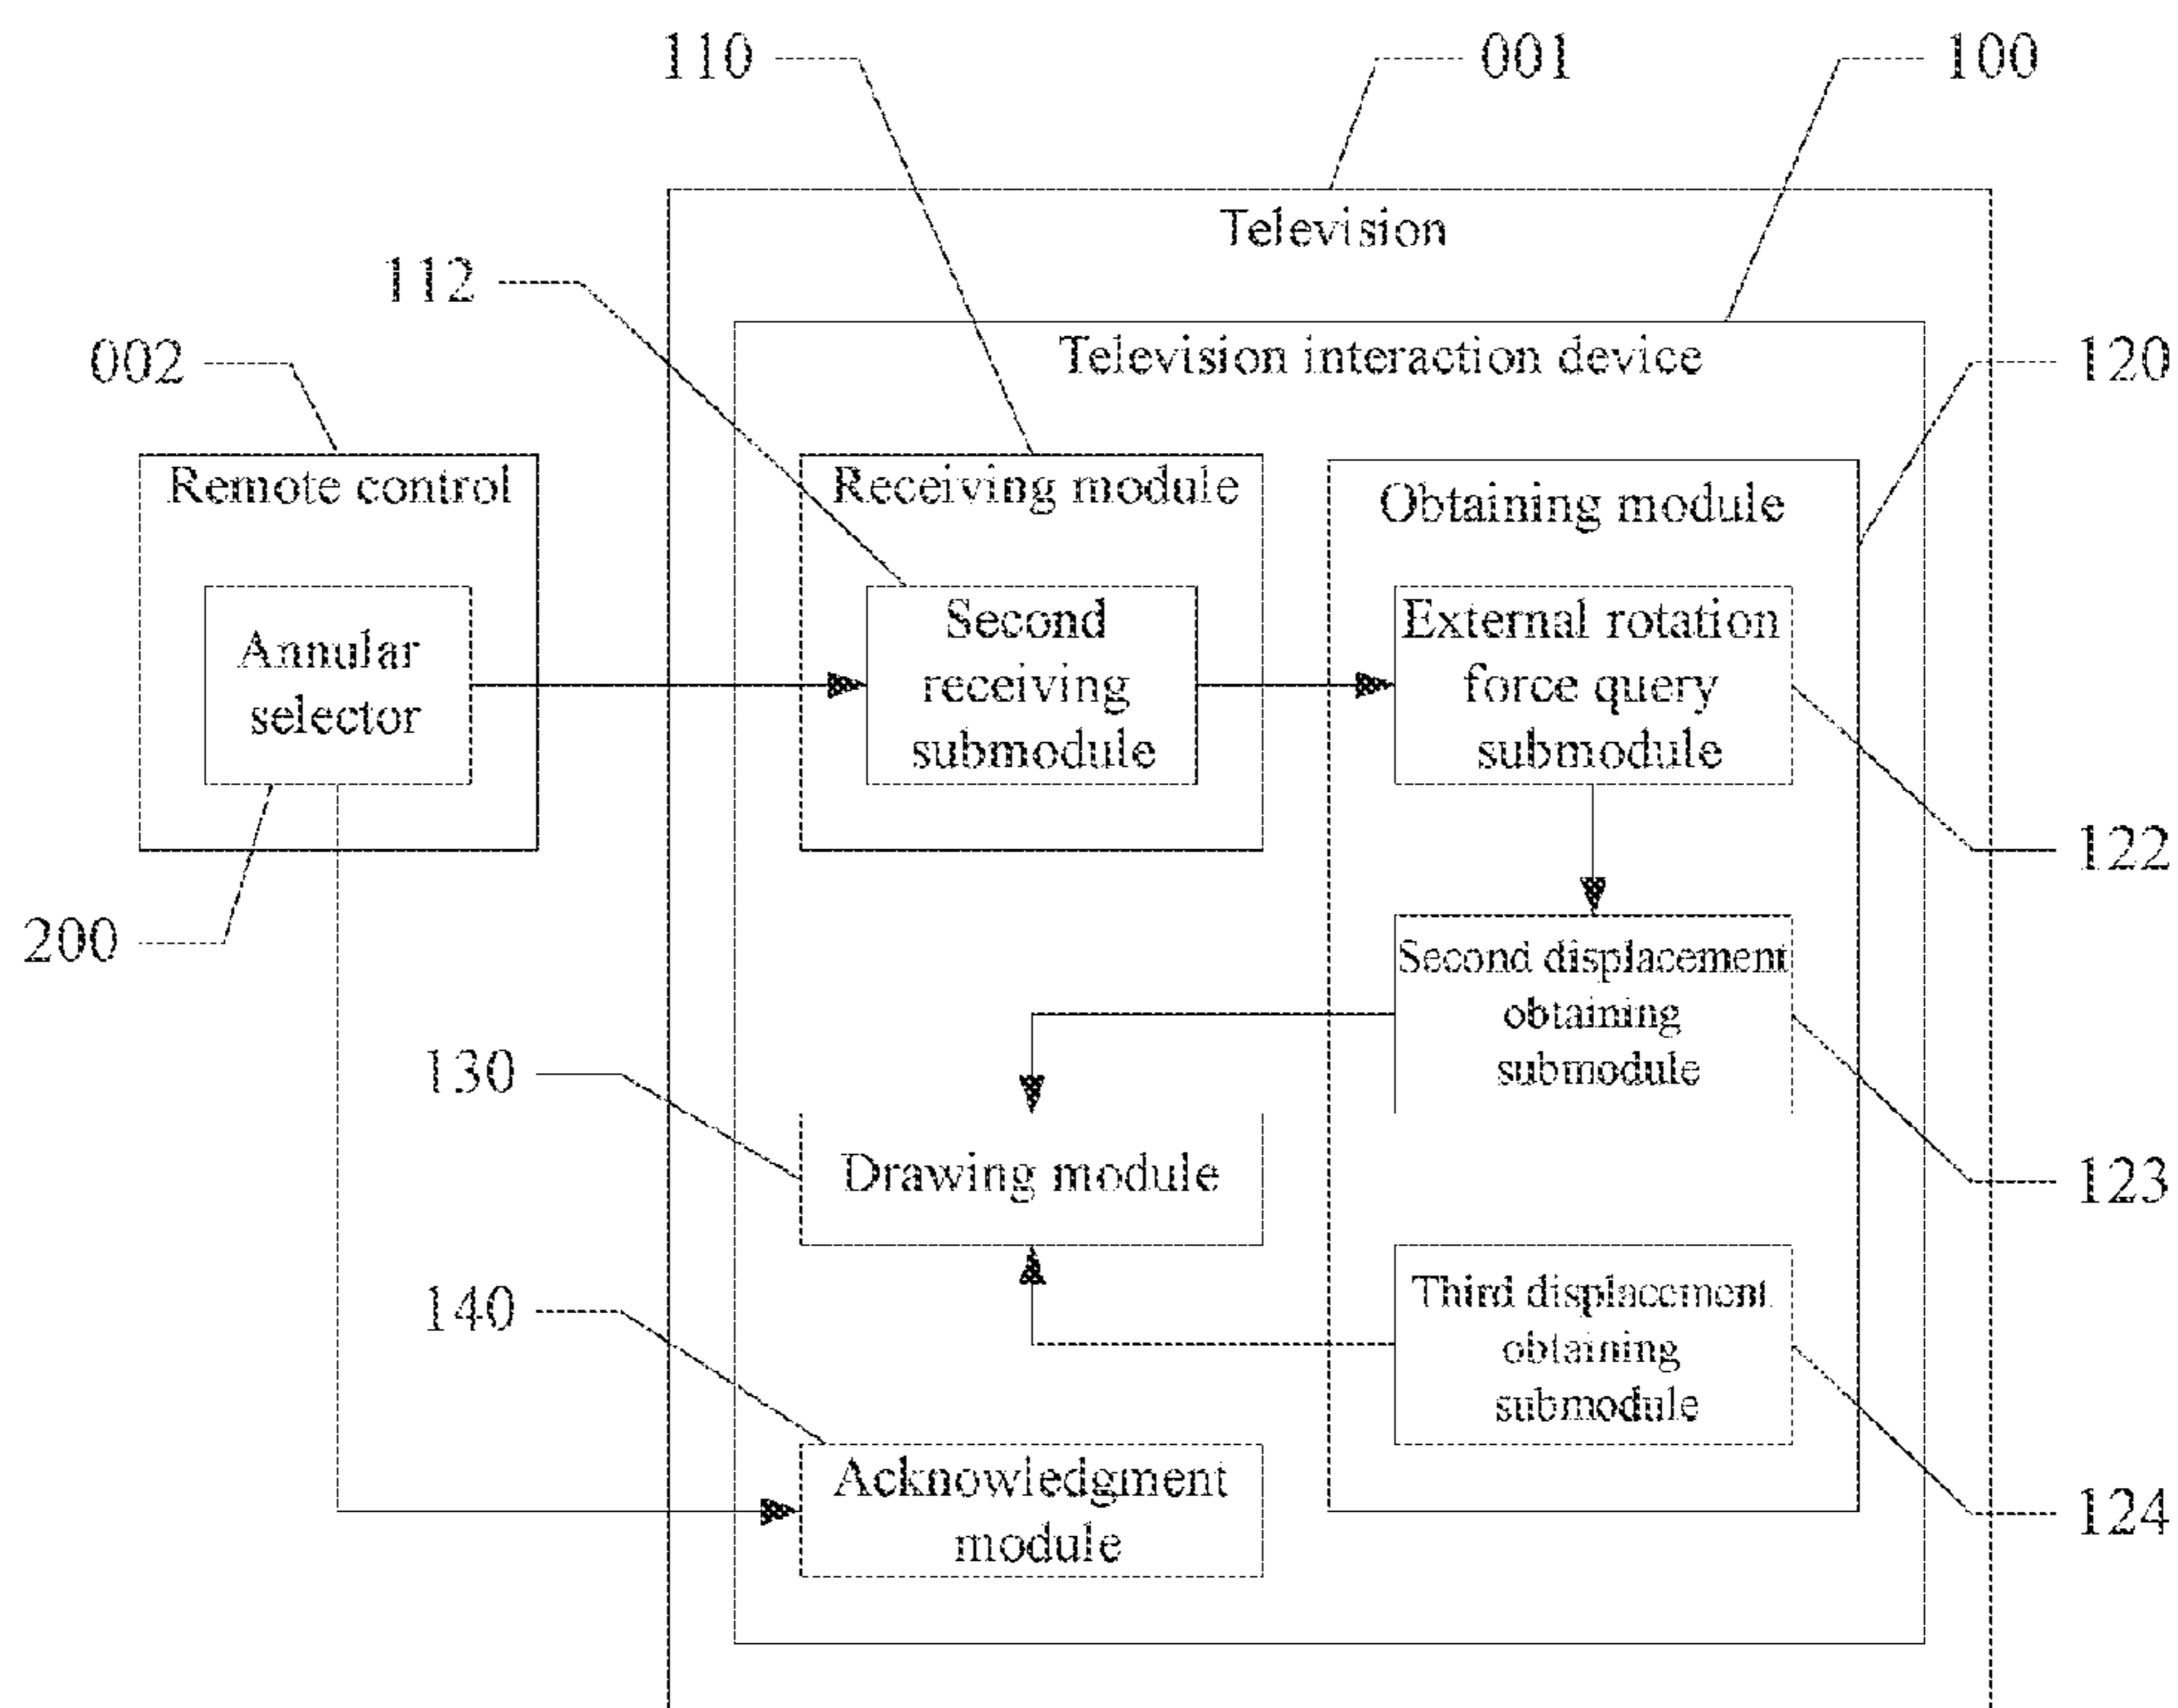 110
001
100
Television
112
Television interaction device
002
120
Remote control
Receiving module
Obtaining module
Annular
selector
Second
receiving
submodule
External rotation
force query
submodule
122
200
Second displacement
obtaining
submodule
130
Drawing module
123
140
Third displacement
obtaining
submodule
Acknowledgment
module
124